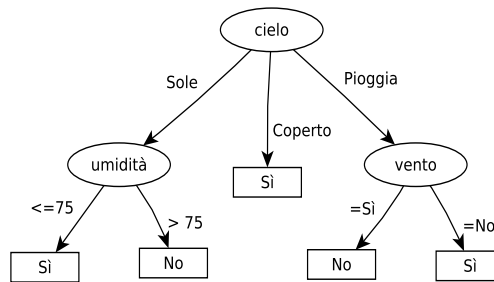 cielo
Sole
Pioggia
Coperto
umidità
Sì
vento
<=75
> 75
=Sì
=No
Sì
No
No
Sì